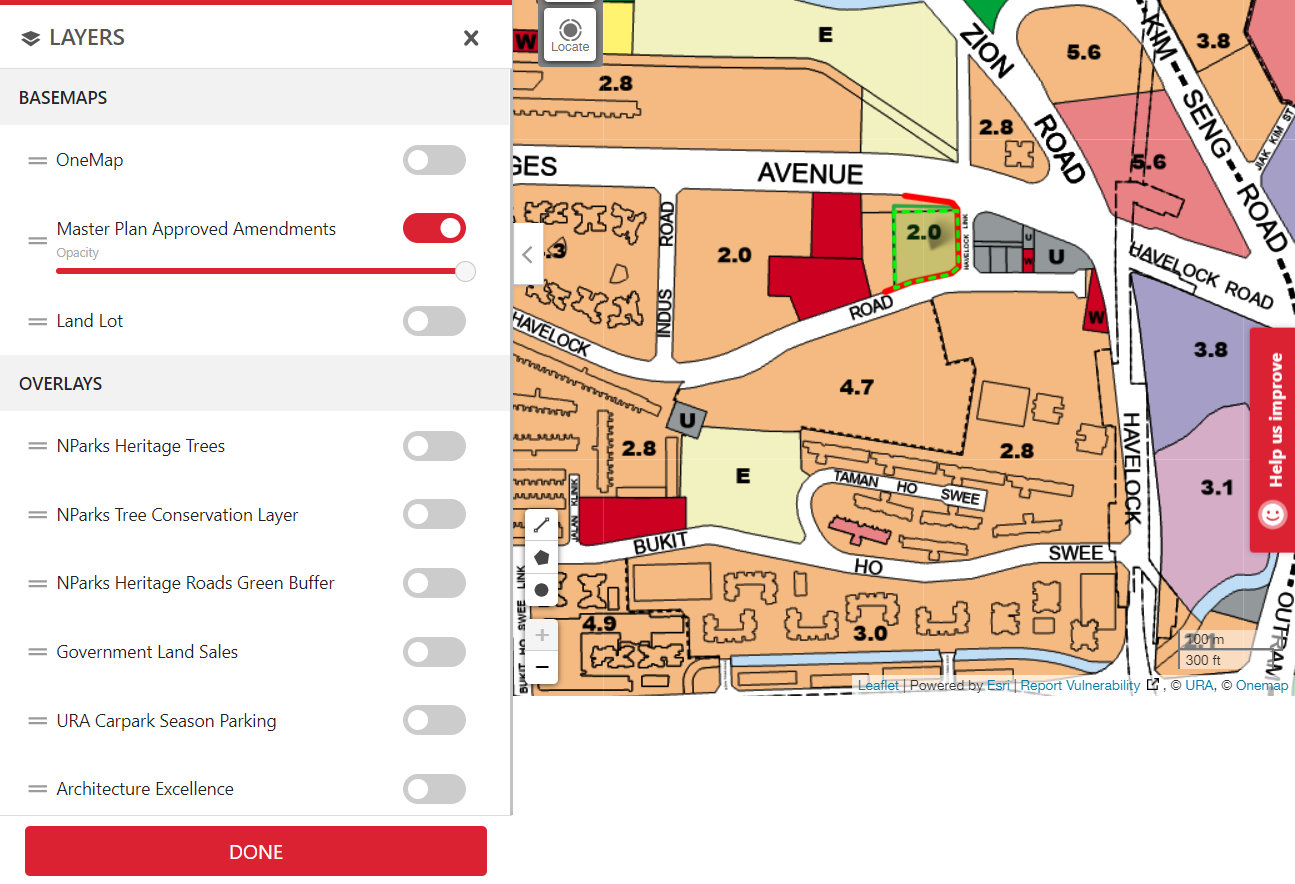 LAYERS
BASEMAPS
OneMap
Master Plan Approved Amendments
Opacity
Land Lot
OVERLAYS
NParks Heritage Trees
NParks Tree Conservation Layer
NParks Heritage Roads Green Buffer
Government Land Sales
URA Carpark Season Parking
Architecture Excellence
DONE
Locate
W
E
2.8
ZION
ROAD
5.6
3.8
KIM SENG ROAD
JIAK KIM ST
2.8
5.6
GES
AVENUE
ROAD
INDUS
.3
2.0
2.0
HAVELOCK LINK
U
W
U
HAVELOCK ROAD
ROAD
HAVELOCK
W
3.8
4.7
U
2.8
E
2.8
HAVELOCK
3.1
TAMAN HO SWEE
JALAN KLINIK
BUKIT
HO
SWEE
BUKIT HO SWEE LINK
4.9
3.0
2.1
OUTRAM
+
−
100 m
300 ft
Help us improve
Leaflet | Powered by Esri | Report Vulnerability , © URA, © Onemap